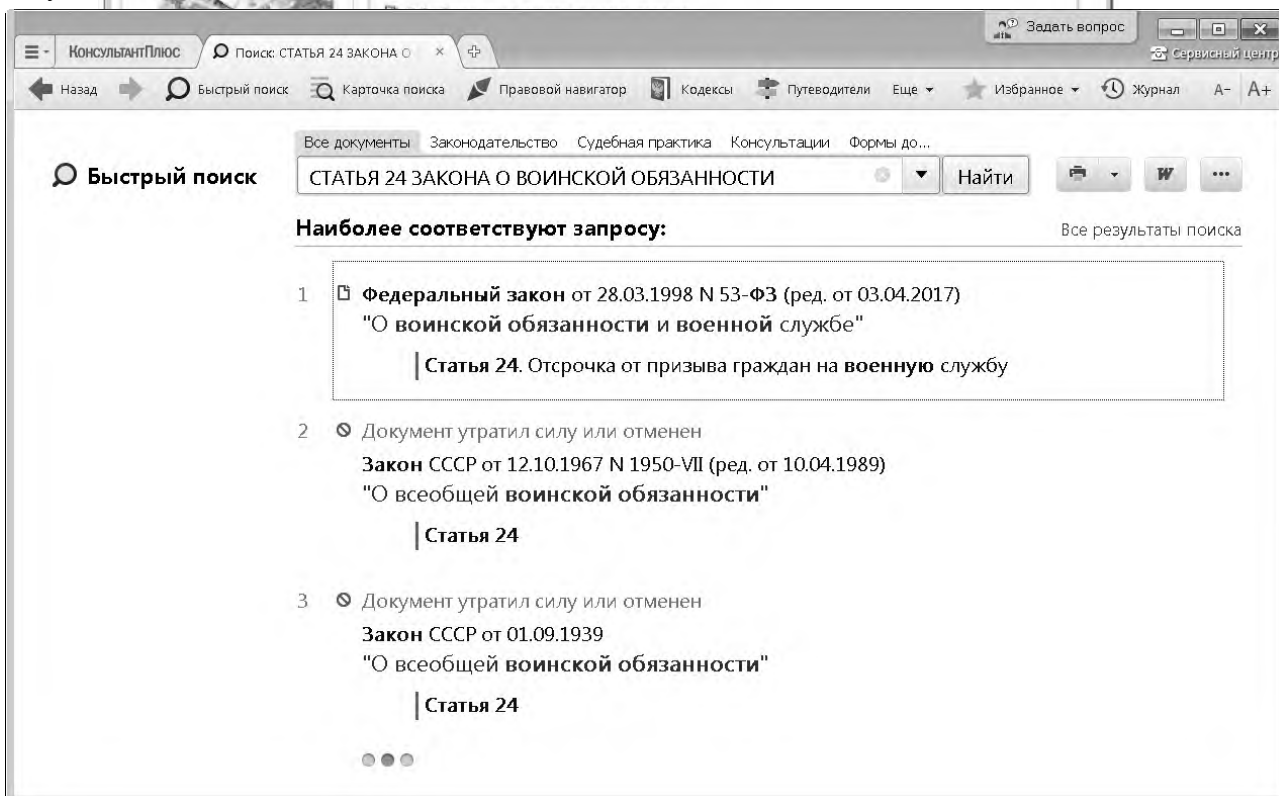 Задать вопрос
КонсультантПлюс Поиск: СТАТЬЯ 24 ЗАКОНА О
Сервисный центр
Назад Быстрый поиск Карточка поиска Правовой навигатор Кодексы Путеводители Еще Избранное Журнал A- A+
Все документы Законодательство Судебная практика Консультации Формы до...
Быстрый поиск СТАТЬЯ 24 ЗАКОНА О ВОИНСКОЙ ОБЯЗАННОСТИ Найти W ...
Наиболее соответствуют запросу: Все результаты поиска
1 Федеральный закон от 28.03.1998 N 53-ФЗ (ред. от 03.04.2017)
"О воинской обязанности и военной службе"
Статья 24. Отсрочка от призыва граждан на военную службу
2 Документ утратил силу или отменен
Закон СССР от 12.10.1967 N 1950-VII (ред. от 10.04.1989)
"О всеобщей воинской обязанности"
Статья 24
3 Документ утратил силу или отменен
Закон СССР от 01.09.1939
"О всеобщей воинской обязанности"
Статья 24